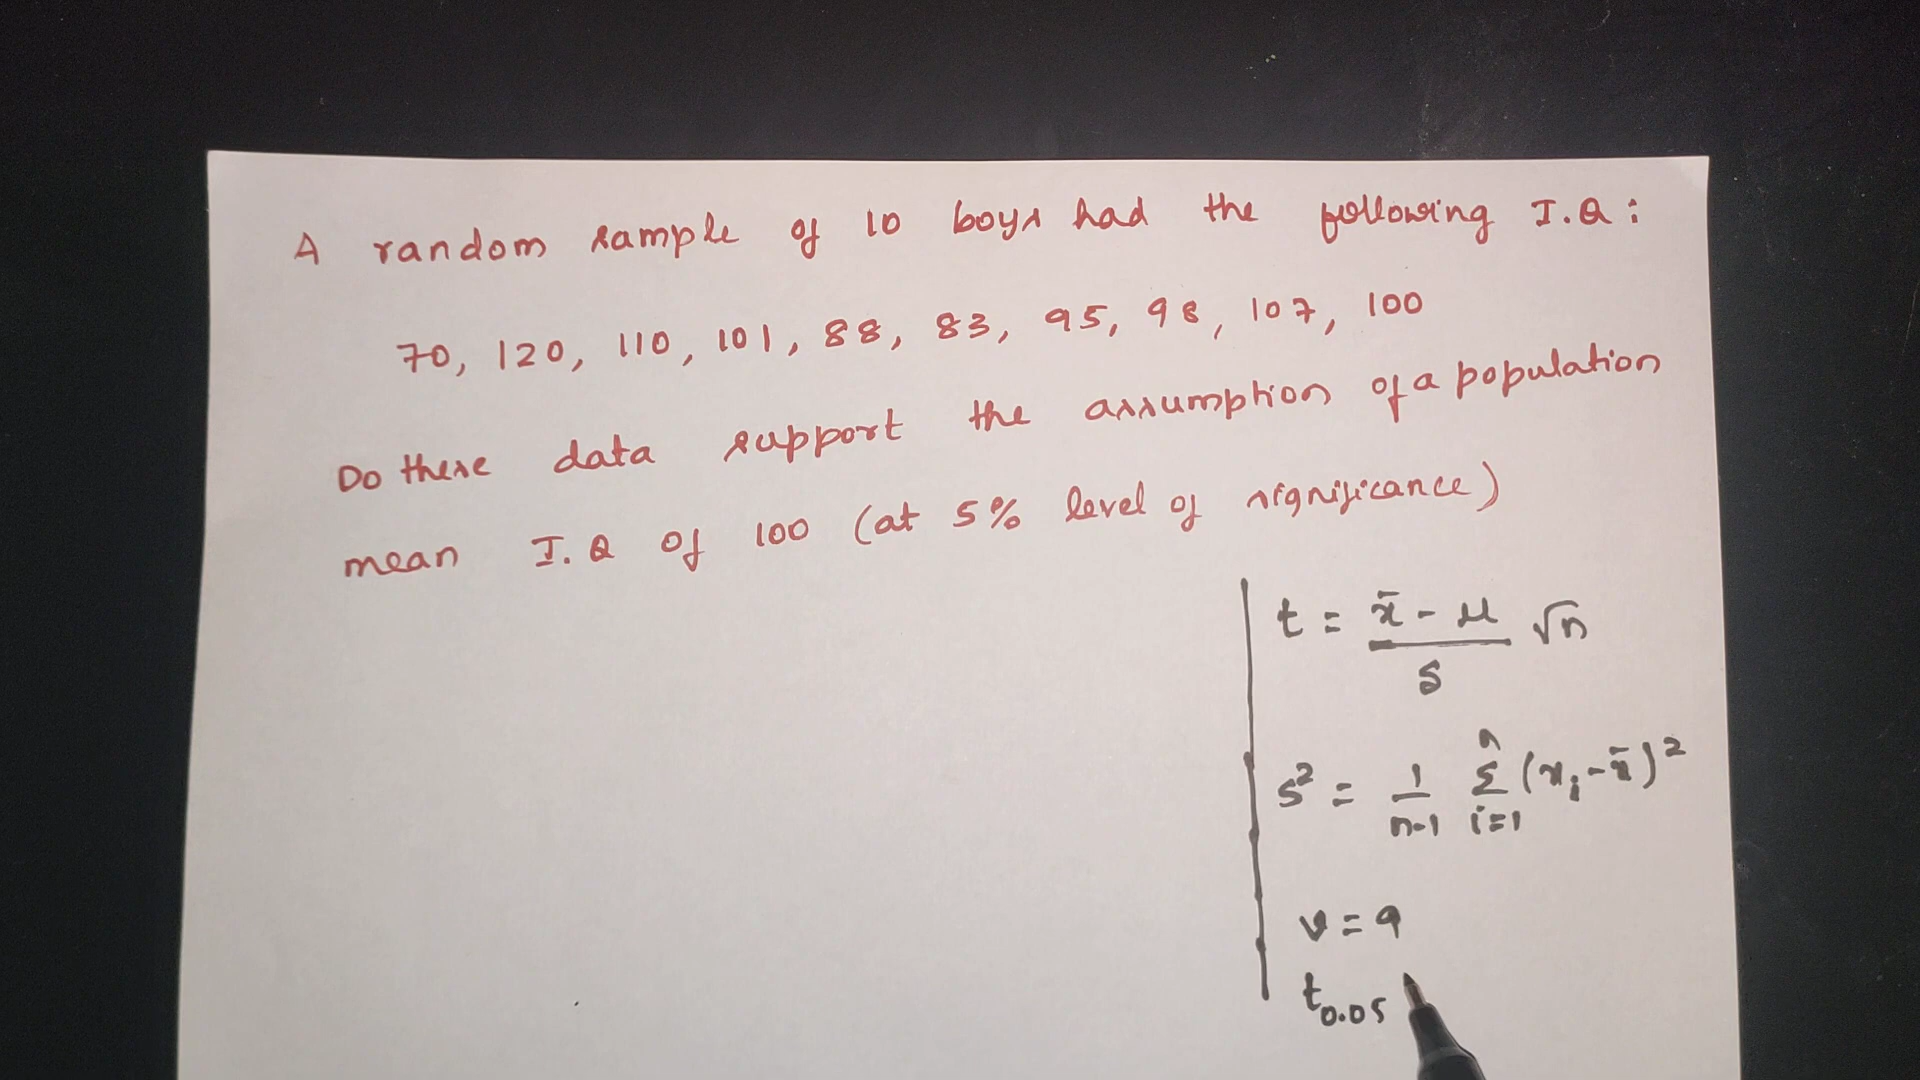 A random sample of 10 boys had the following I.Q :
70, 120, 110, 101, 88, 83, 95, 98, 107, 100
Do these data support the assumption of a population
mean I.Q of 100 (at 5% level of significance)
t = x̄ - μ / s √n
s² = 1/n-1 n Σ i=1 (xᵢ - x̄)²
ν = 9
t0.05